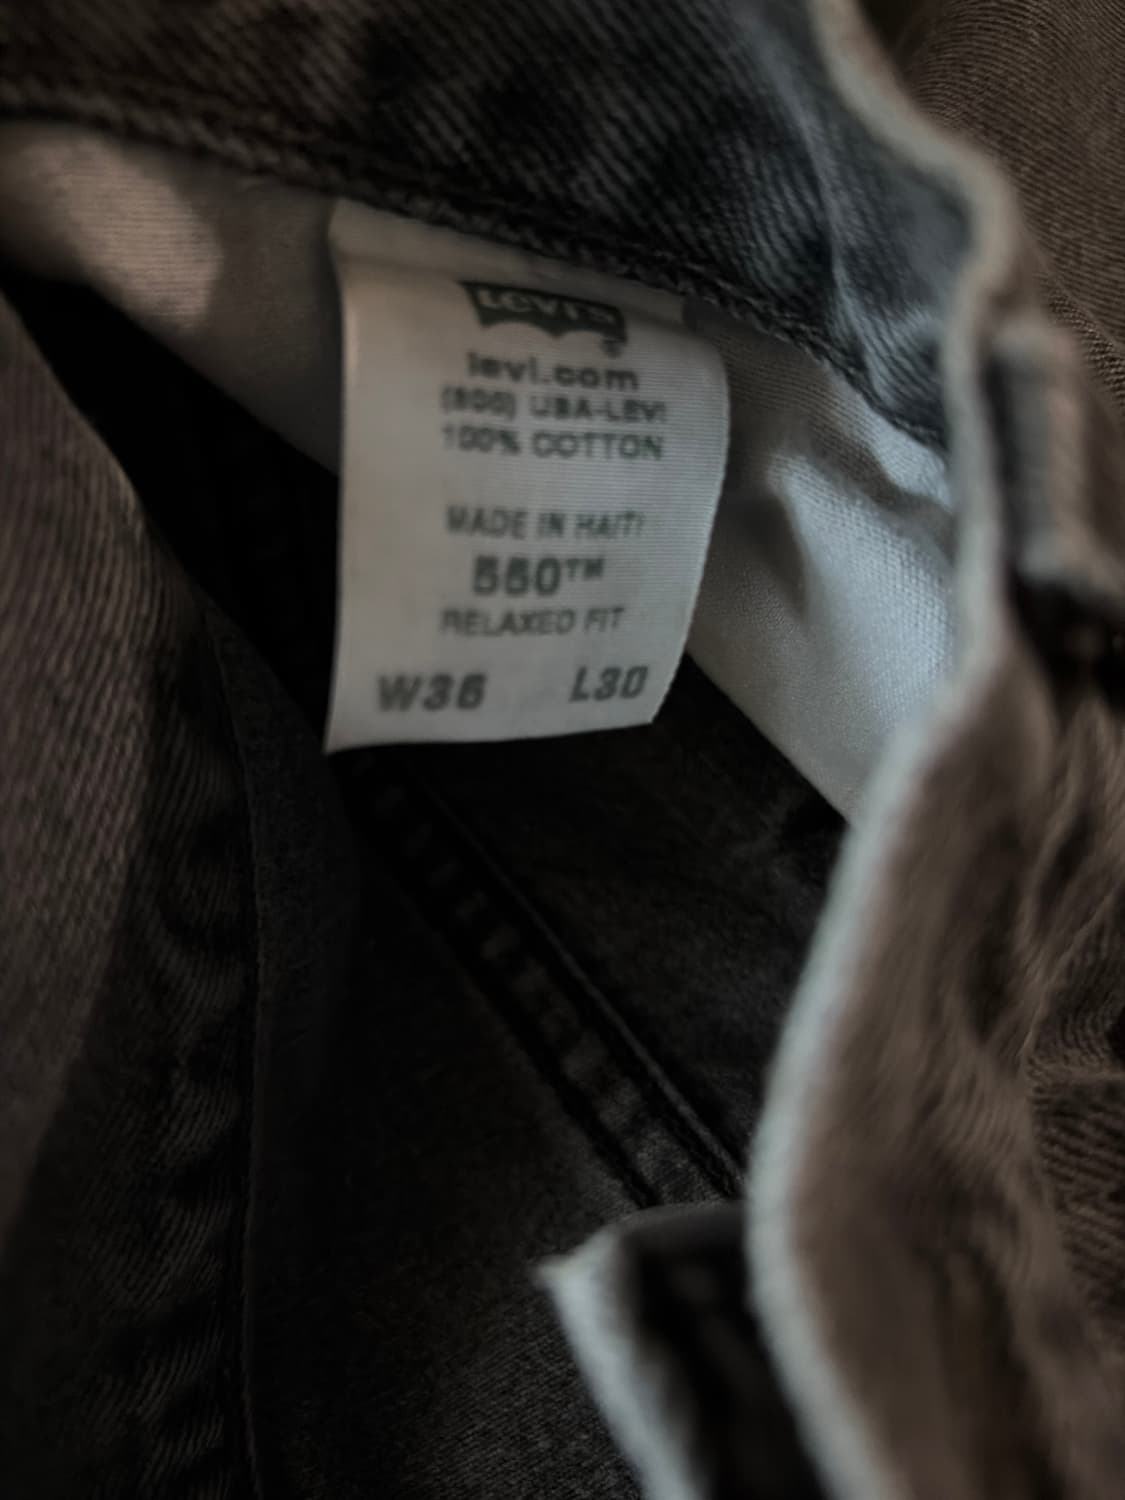 Levi's ®
levi.com
(800) USA-LEVI
100% COTTON
MADE IN HAITI
550™
RELAXED FIT
W36 L30